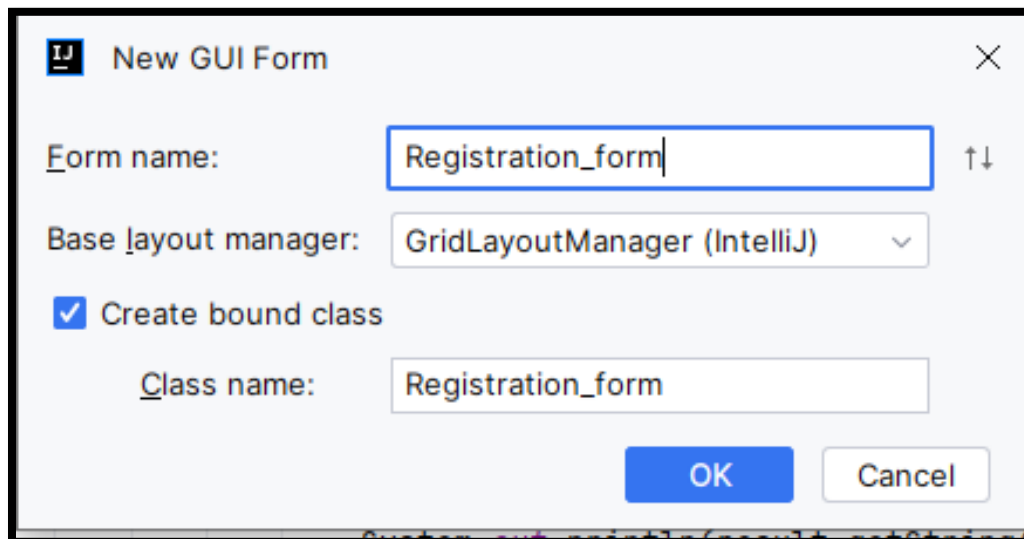 IJ
New GUI Form
Form name:
Registration_form
Base layout manager:
GridLayoutManager (IntelliJ)
Create bound class
Class name:
Registration_form
OK
Cancel